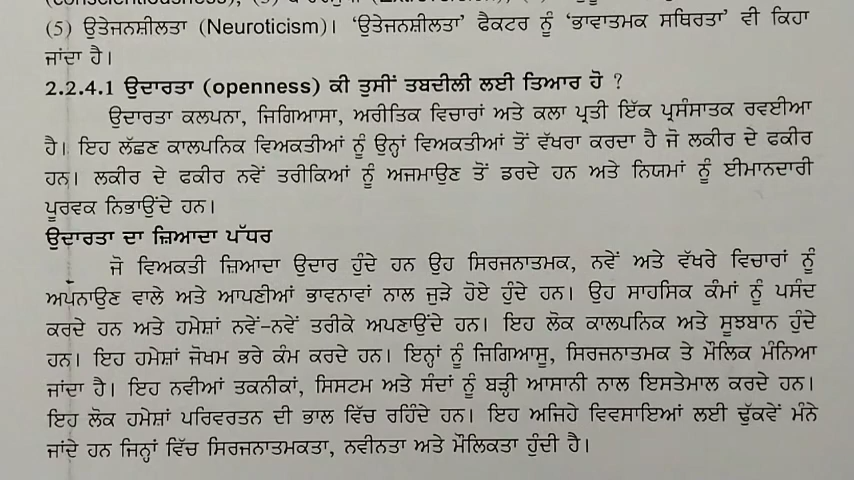 (5) ਉਤੇਜਨਸ਼ੀਲਤਾ (Neuroticism)। ‘ਉਤੇਜਨਸ਼ੀਲਤਾ’ ਫੈਕਟਰ ਨੂੰ ‘ਭਾਵਾਤਮਕ ਸਥਿਰਤਾ’ ਵੀ ਕਿਹਾ
ਜਾਂਦਾ ਹੈ।
2.2.4.1 ਉਦਾਰਤਾ (openness) ਕੀ ਤੁਸੀਂ ਤਬਦੀਲੀ ਲਈ ਤਿਆਰ ਹੋ ?
ਉਦਾਰਤਾ ਕਲਪਨਾ, ਜਿਗਿਆਸਾ, ਅਰੀਤਿਕ ਵਿਚਾਰਾਂ ਅਤੇ ਕਲਾ ਪ੍ਰਤੀ ਇੱਕ ਪ੍ਰਸੰਸਾਤਕ ਰਵਈਆ
ਹੈ। ਇਹ ਲੱਛਣ ਕਾਲਪਨਿਕ ਵਿਅਕਤੀਆਂ ਨੂੰ ਉਨ੍ਹਾਂ ਵਿਅਕਤੀਆਂ ਤੋਂ ਵੱਖਰਾ ਕਰਦਾ ਹੈ ਜੋ ਲਕੀਰ ਦੇ ਫਕੀਰ
ਹਨ। ਲਕੀਰ ਦੇ ਫਕੀਰ ਨਵੇਂ ਤਰੀਕਿਆਂ ਨੂੰ ਅਜਮਾਉਣ ਤੋਂ ਡਰਦੇ ਹਨ ਅਤੇ ਨਿਯਮਾਂ ਨੂੰ ਈਮਾਨਦਾਰੀ
ਪੂਰਵਕ ਨਿਭਾਉਂਦੇ ਹਨ।
ਉਦਾਰਤਾ ਦਾ ਜ਼ਿਆਦਾ ਪੱਧਰ
ਜੋ ਵਿਅਕਤੀ ਜ਼ਿਆਦਾ ਉਦਾਰ ਹੁੰਦੇ ਹਨ ਉਹ ਸਿਰਜਨਾਤਮਕ, ਨਵੇਂ ਅਤੇ ਵੱਖਰੇ ਵਿਚਾਰਾਂ ਨੂੰ
ਅਪਨਾਉਣ ਵਾਲੇ ਅਤੇ ਆਪਣੀਆਂ ਭਾਵਨਾਵਾਂ ਨਾਲ ਜੁੜੇ ਹੋਏ ਹੁੰਦੇ ਹਨ। ਉਹ ਸਾਹਸਿਕ ਕੰਮਾਂ ਨੂੰ ਪਸੰਦ
ਕਰਦੇ ਹਨ ਅਤੇ ਹਮੇਸ਼ਾਂ ਨਵੇਂ-ਨਵੇਂ ਤਰੀਕੇ ਅਪਣਾਉਂਦੇ ਹਨ। ਇਹ ਲੋਕ ਕਾਲਪਨਿਕ ਅਤੇ ਸੂਝਬਾਨ ਹੁੰਦੇ
ਹਨ। ਇਹ ਹਮੇਸ਼ਾਂ ਜੋਖਮ ਭਰੇ ਕੰਮ ਕਰਦੇ ਹਨ। ਇਨ੍ਹਾਂ ਨੂੰ ਜਿਗਿਆਸੂ, ਸਿਰਜਨਾਤਮਕ ਤੇ ਮੌਲਿਕ ਮੰਨਿਆ
ਜਾਂਦਾ ਹੈ। ਇਹ ਨਵੀਆਂ ਤਕਨੀਕਾਂ, ਸਿਸਟਮ ਅਤੇ ਸੰਦਾਂ ਨੂੰ ਬੜ੍ਹੀ ਆਸਾਨੀ ਨਾਲ ਇਸਤੇਮਾਲ ਕਰਦੇ ਹਨ।
ਇਹ ਲੋਕ ਹਮੇਸ਼ਾਂ ਪਰਿਵਰਤਨ ਦੀ ਭਾਲ ਵਿੱਚ ਰਹਿੰਦੇ ਹਨ। ਇਹ ਅਜਿਹੇ ਵਿਵਸਾਇਆਂ ਲਈ ਢੁੱਕਵੇਂ ਮੰਨੇ
ਜਾਂਦੇ ਹਨ ਜਿਨ੍ਹਾਂ ਵਿੱਚ ਸਿਰਜਨਾਤਮਕਤਾ, ਨਵੀਨਤਾ ਅਤੇ ਮੌਲਿਕਤਾ ਹੁੰਦੀ ਹੈ।